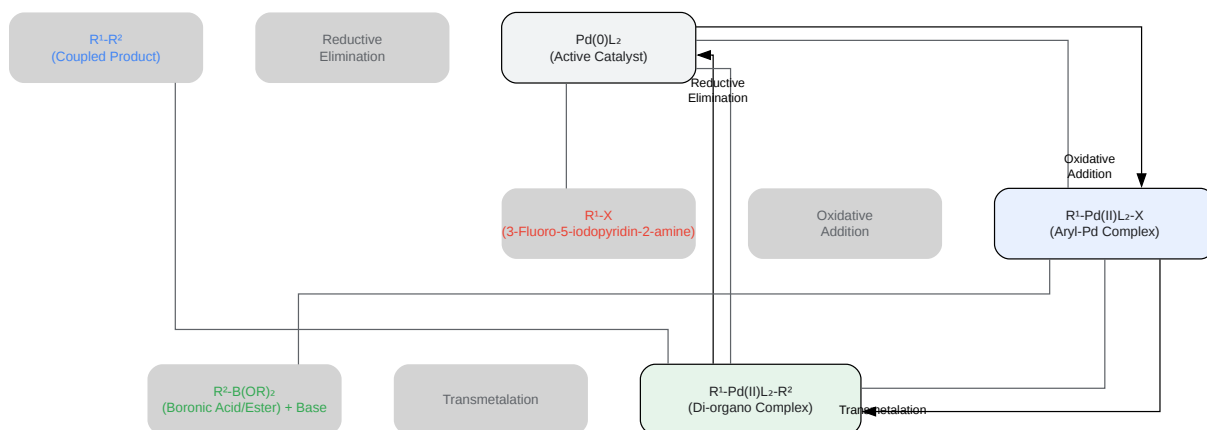 R¹-R²
(Coupled Product)
Reductive
Elimination
Pd(0)L₂
(Active Catalyst)
Reductive
Elimination
Oxidative
Addition
R¹-X
(3-Fluoro-5-iodopyridin-2-amine)
Oxidative
Addition
R¹-Pd(II)L₂-X
(Aryl-Pd Complex)
R²-B(OR)₂
(Boronic Acid/Ester) + Base
Transmetalation
R¹-Pd(II)L₂-R²
(Di-organo Complex)
Transmetalation